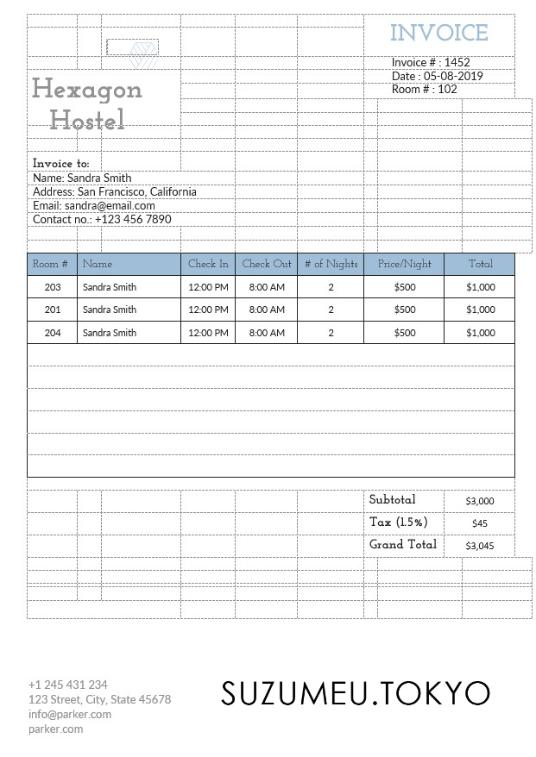 INVOICE
Invoice # : 1452
Date : 05-08-2019
Room # : 102
Hexagon
Hostel
Invoice to:
Name: Sandra Smith
Address: San Francisco, California
Email: sandra@email.com
Contact no.: +123 456 7890
Room # Name Check In Check Out # of Nights Price/Night Total
203 Sandra Smith 12:00 PM 8:00 AM 2 $500 $1,000
201 Sandra Smith 12:00 PM 8:00 AM 2 $500 $1,000
204 Sandra Smith 12:00 PM 8:00 AM 2 $500 $1,000
Subtotal $3,000
Tax (1.5%) $45
Grand Total $3,045
+1 245 431 234
123 Street, City, State 45678
info@parker.com
parker.com
SUZUMEU.TOKYO